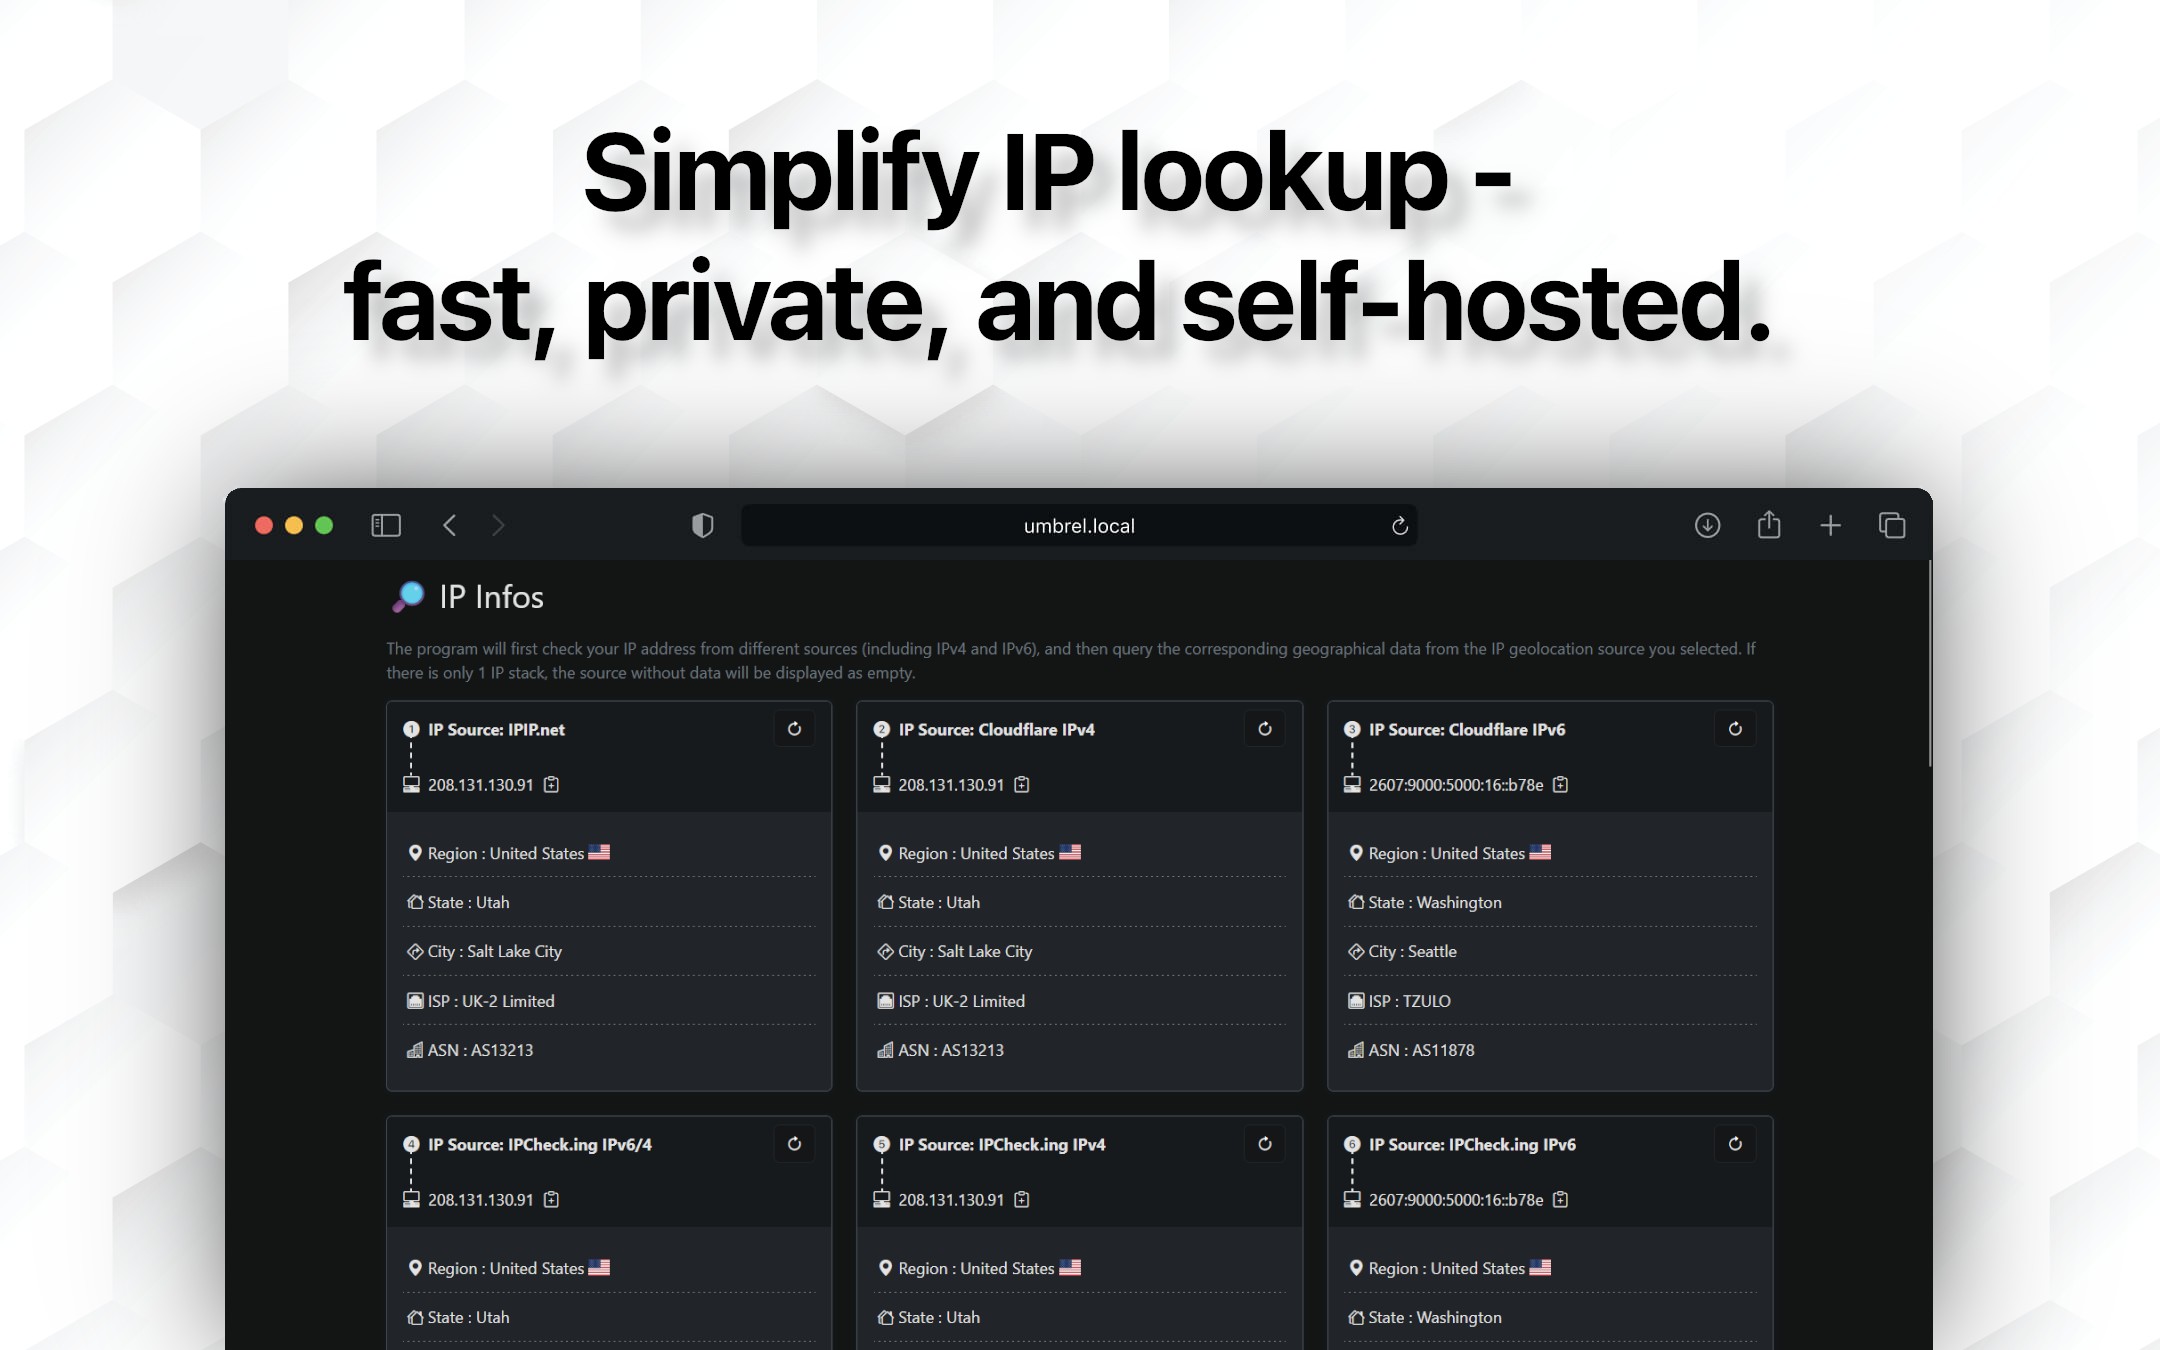 Simplify IP lookup -
fast, private, and self-hosted.
umbrel.local
IP Infos
The program will first check your IP address from different sources (including IPv4 and IPv6), and then query the corresponding geographical data from the IP geolocation source you selected. If
there is only 1 IP stack, the source without data will be displayed as empty.
1 IP Source: IPIP.net
208.131.130.91
Region : United States
State : Utah
City : Salt Lake City
ISP : UK-2 Limited
ASN : AS13213
2 IP Source: Cloudflare IPv4
208.131.130.91
Region : United States
State : Utah
City : Salt Lake City
ISP : UK-2 Limited
ASN : AS13213
3 IP Source: Cloudflare IPv6
2607:9000:5000:16::b78e
Region : United States
State : Washington
City : Seattle
ISP : TZULO
ASN : AS11878
4 IP Source: IPCheck.ing IPv6/4
208.131.130.91
Region : United States
State : Utah
5 IP Source: IPCheck.ing IPv4
208.131.130.91
Region : United States
State : Utah
6 IP Source: IPCheck.ing IPv6
2607:9000:5000:16::b78e
Region : United States
State : Washington